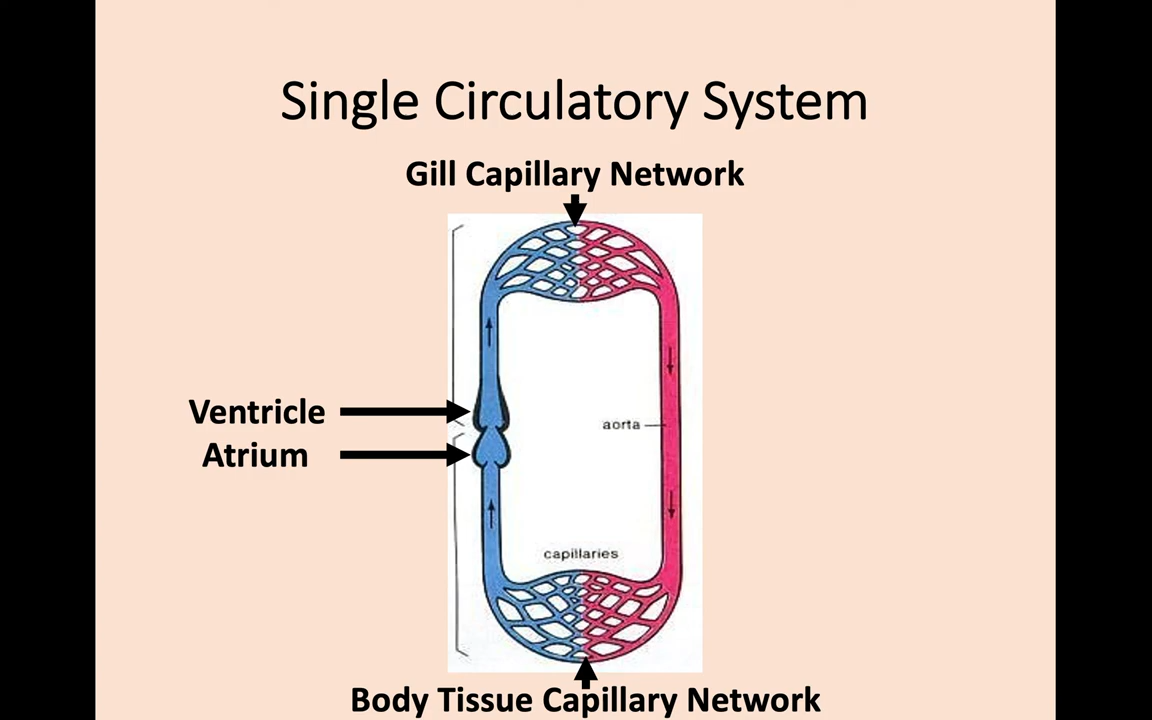 Single Circulatory System
Gill Capillary Network
Ventricle
aorta
Atrium
capillaries
Body Tissue Capillary Network